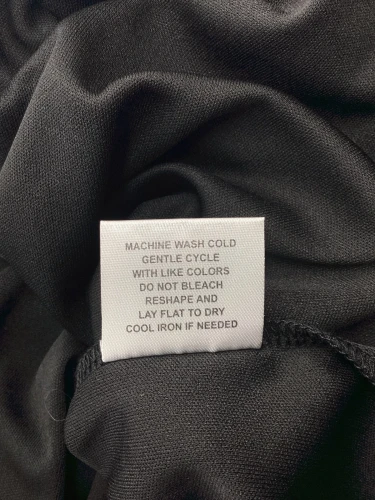 MACHINE WASH COLD
GENTLE CYCLE
WITH LIKE COLORS
DO NOT BLEACH
RESHAPE AND
LAY FLAT TO DRY
COOL IRON IF NEEDED